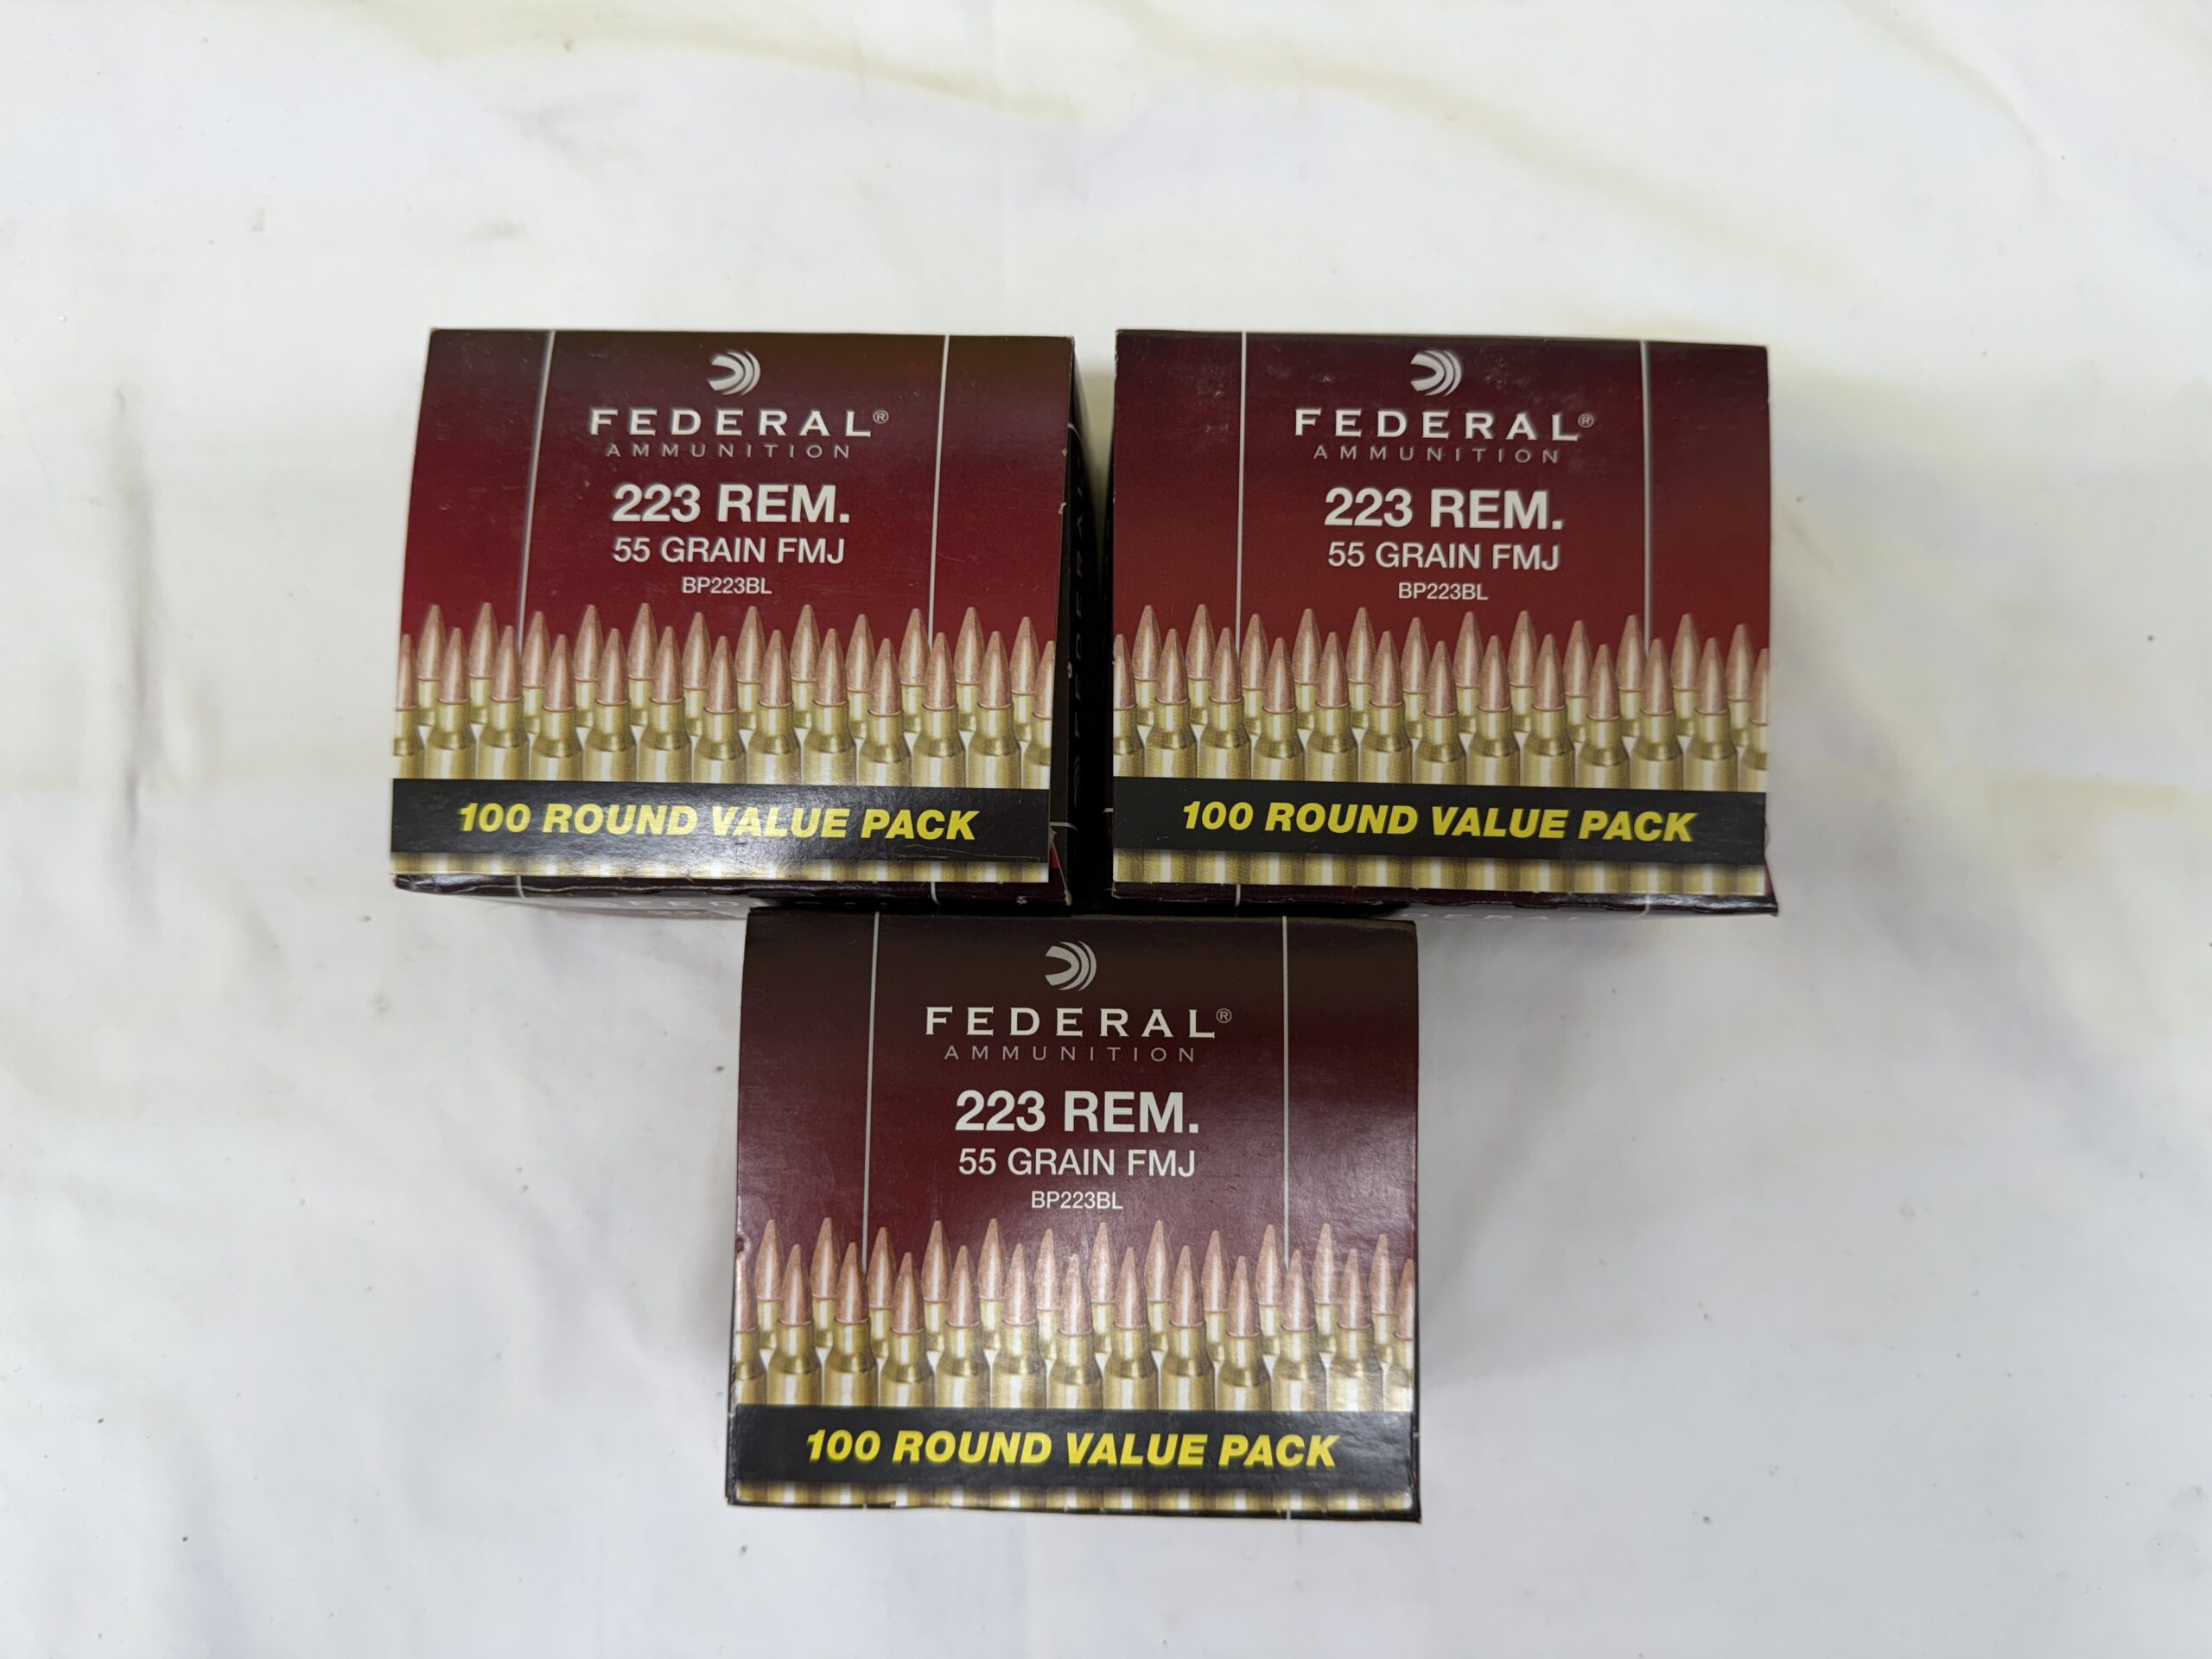 FEDERAL®
AMMUNITION
223 REM.
55 GRAIN FMJ
BP223BL
100 ROUND VALUE PACK
FEDERAL®
AMMUNITION
223 REM.
55 GRAIN FMJ
BP223BL
100 ROUND VALUE PACK
FEDERAL®
AMMUNITION
223 REM.
55 GRAIN FMJ
BP223BL
100 ROUND VALUE PACK